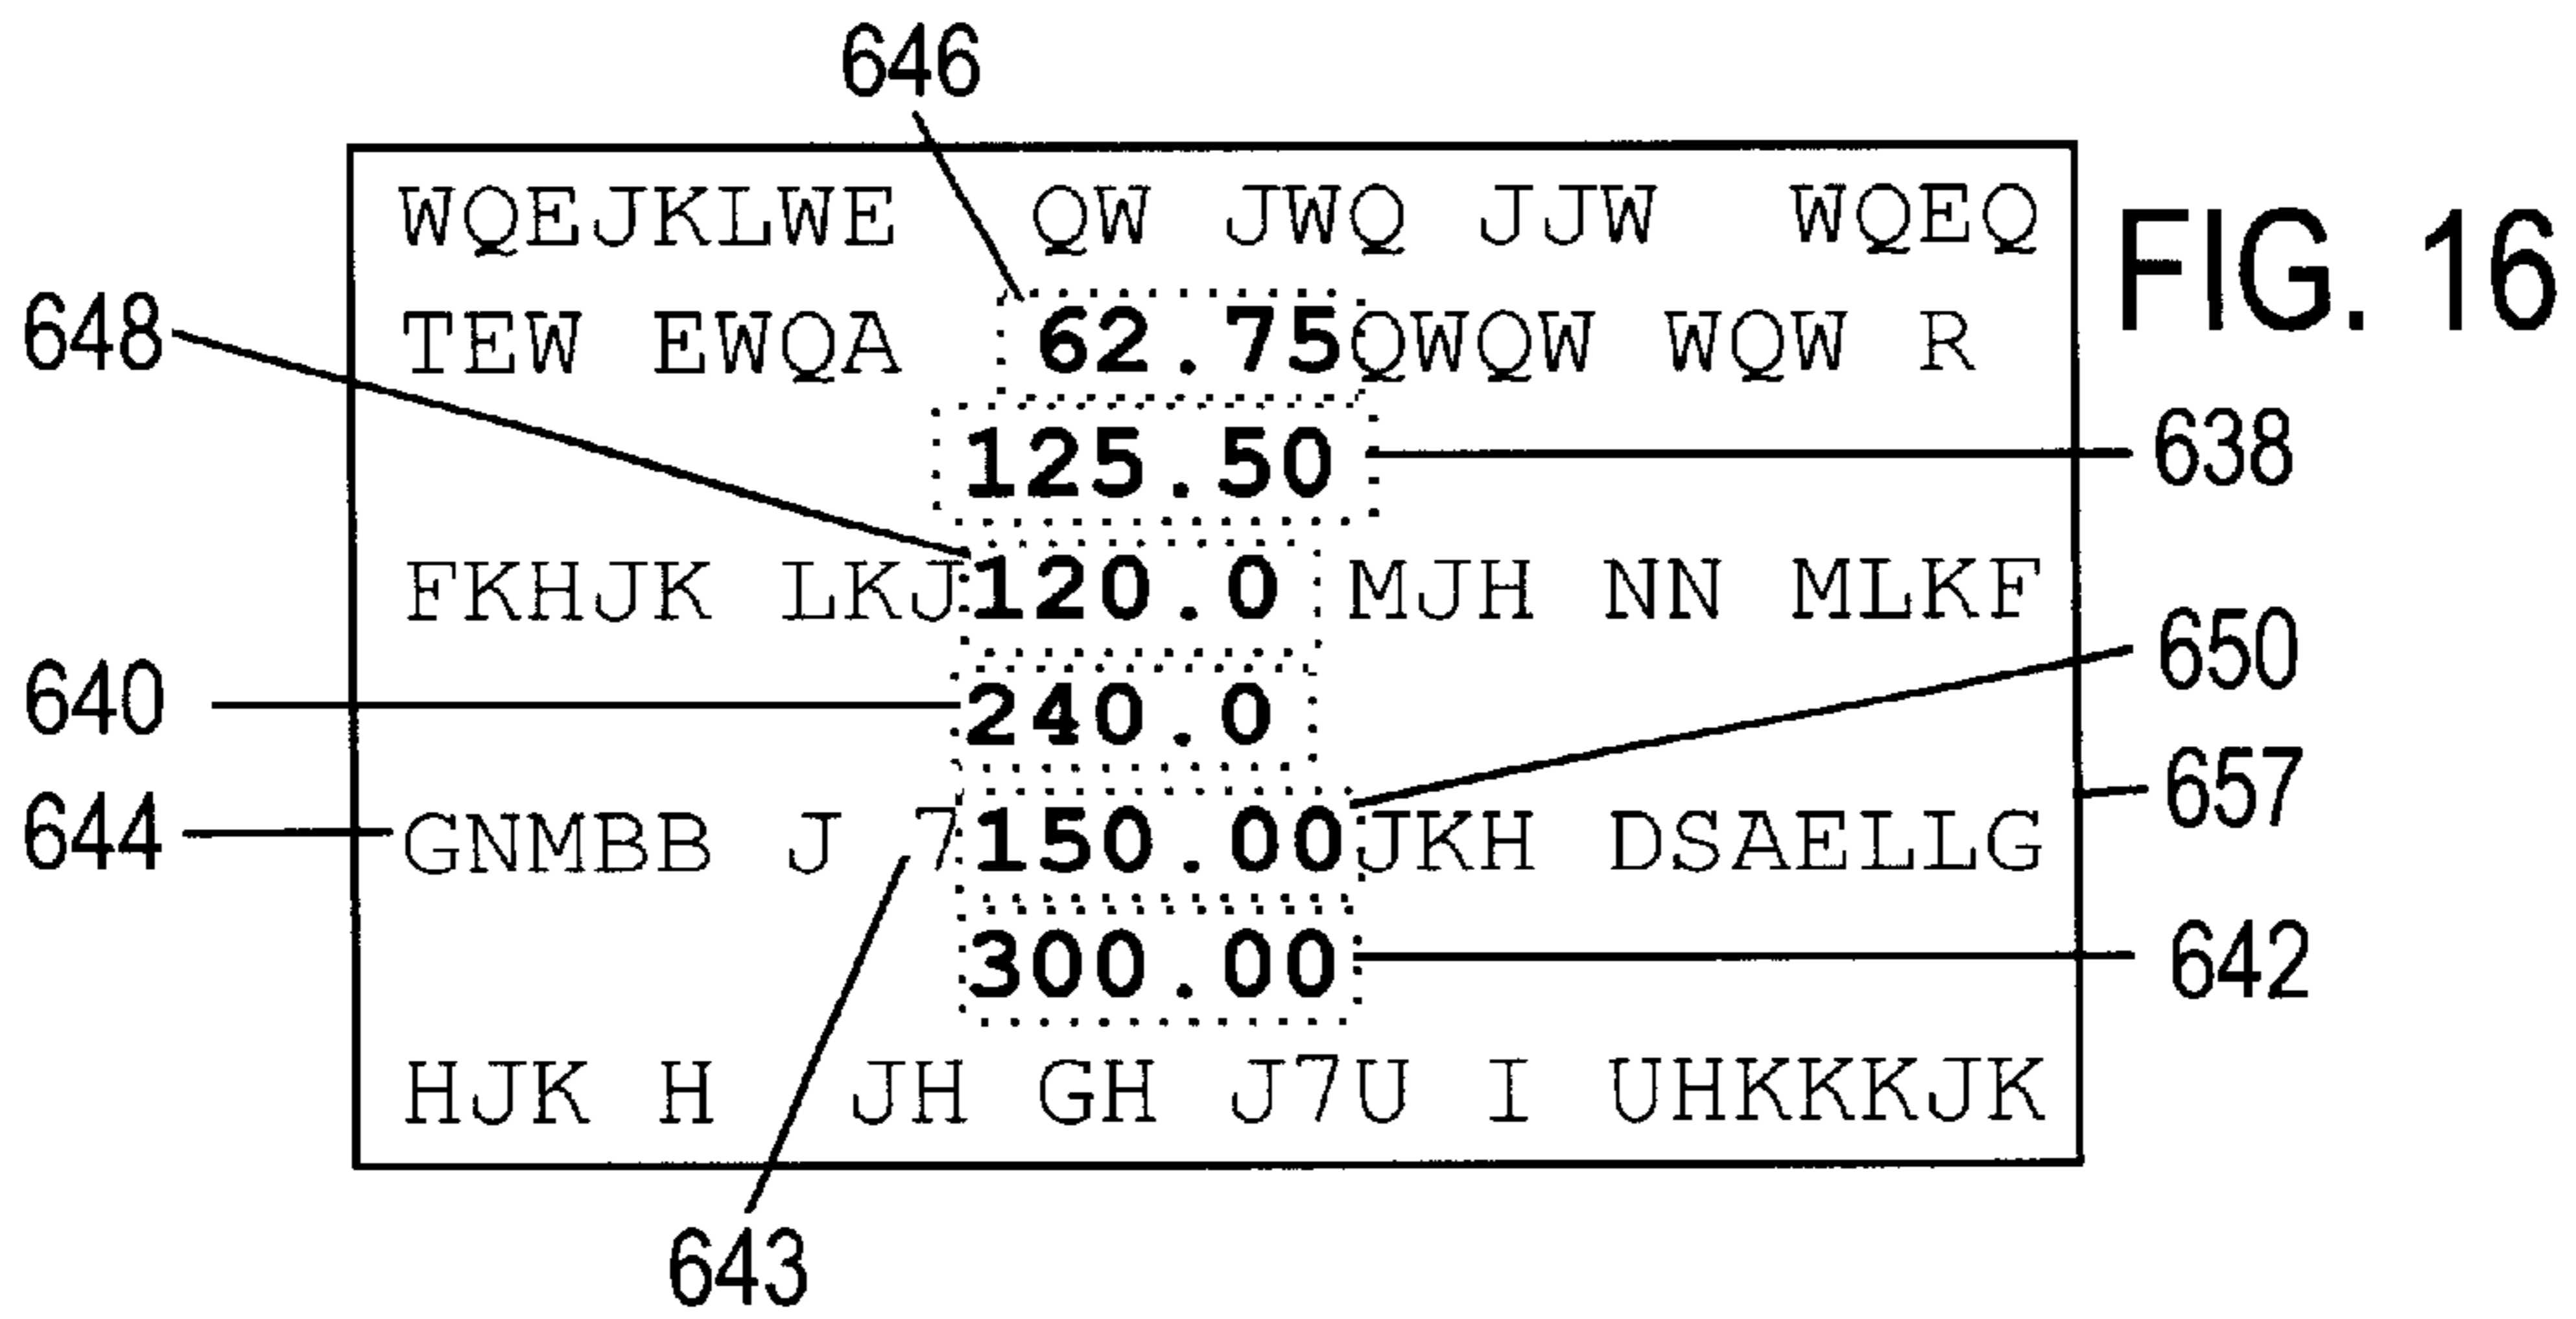 646
WQEJKLWE QW JWQ JJW WQEQ
FIG. 16
648
TEW EWQA 62.75QWQW WQW R
125.50
638
FKHJK LKJ120.0 MJH NN MLKF
650
640
240.0
657
644
GNMBB J 7150.00JKH DSAELLG
300.00
642
HJK H JH GH J7U I UHKKKJK
643